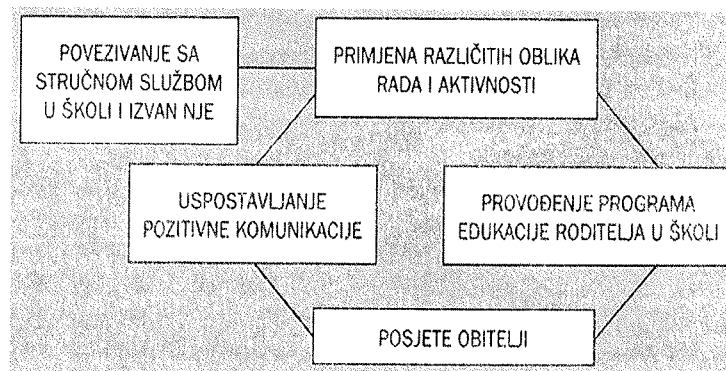 POVEZIVANJE SA
STRUČNOM SLUŽBOM
U ŠKOLI I IZVAN NJE
PRIMJENA RAZLIČITIH OBLIKA
RADA I AKTIVNOSTI
USPOSTAVLJANJE
POZITIVNE KOMUNIKACIJE
PROVOĐENJE PROGRAMA
EDUKACIJE RODITELJA U ŠKOLI
POSJETE OBITELJI